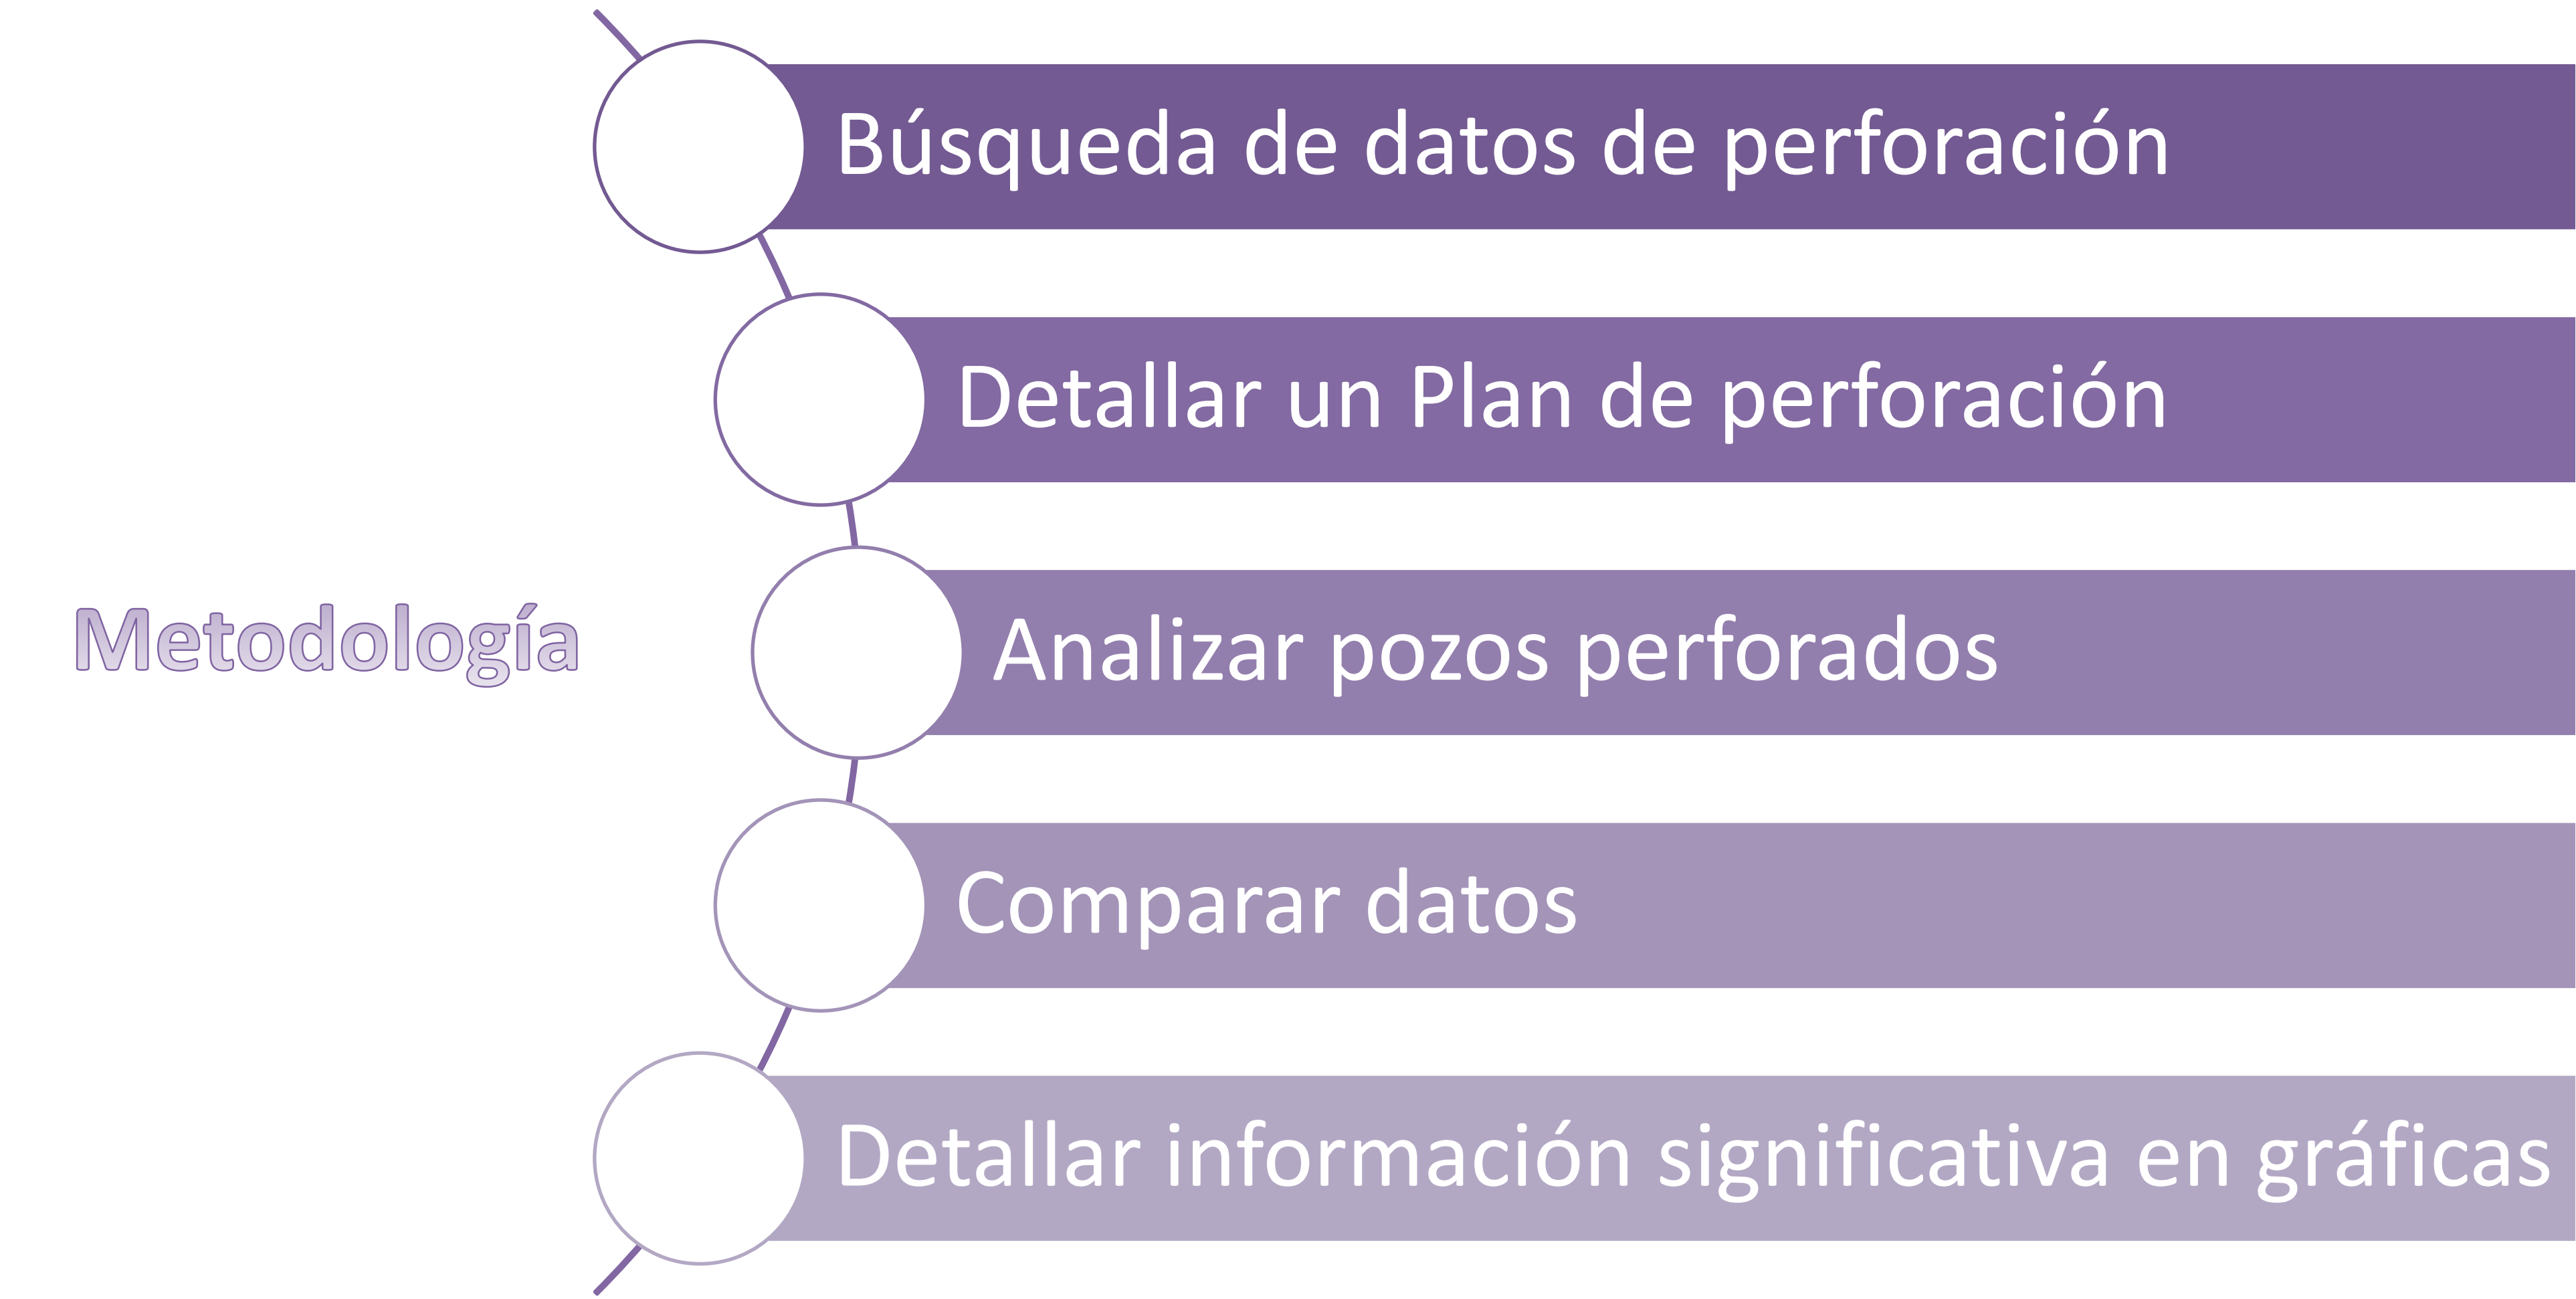 Metodología
Búsqueda de datos de perforación
Detallar un Plan de perforación
Analizar pozos perforados
Comparar datos
Detallar información significativa en gráficas